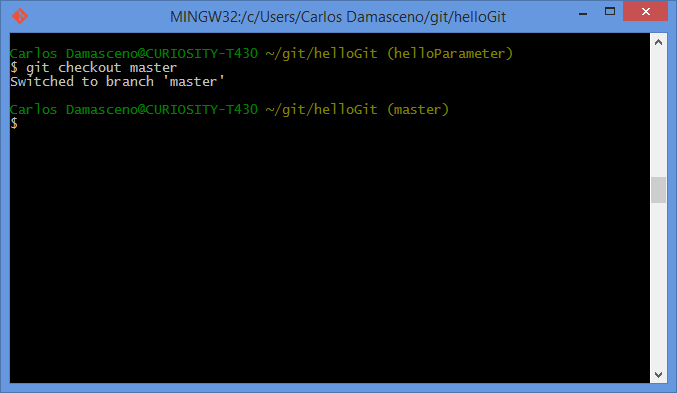 MINGW32:/c/Users/Carlos Damasceno/git/helloGit
Carlos Damasceno@CURIOSITY-T430 ~/git/helloGit (helloParameter)
$ git checkout master
Switched to branch 'master'
Carlos Damasceno@CURIOSITY-T430 ~/git/helloGit (master)
$